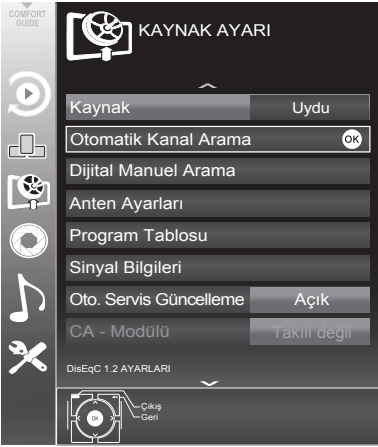 COMFORT
GUIDE
KAYNAK AYARI
Kaynak Uydu
Otomatik Kanal Arama OK
Dijital Manuel Arama
Anten Ayarları
Program Tablosu
Sinyal Bilgileri
Oto. Servis Güncelleme Açık
CA - Modülü Takılı değil
DisEqC 1.2 AYARLARI
OK
Çıkış
Geri